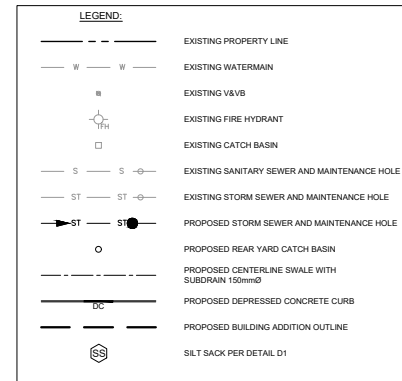 LEGEND:
EXISTING PROPERTY LINE
W W EXISTING WATERMAIN
EXISTING V&VB
FH EXISTING FIRE HYDRANT
EXISTING CATCH BASIN
S S EXISTING SANITARY SEWER AND MAINTENANCE HOLE
ST ST EXISTING STORM SEWER AND MAINTENANCE HOLE
ST ST PROPOSED STORM SEWER AND MAINTENANCE HOLE
PROPOSED REAR YARD CATCH BASIN
PROPOSED CENTERLINE SWALE WITH
SUBDRAIN 150mmØ
DC PROPOSED DEPRESSED CONCRETE CURB
PROPOSED BUILDING ADDITION OUTLINE
SS SILT SACK PER DETAIL D1